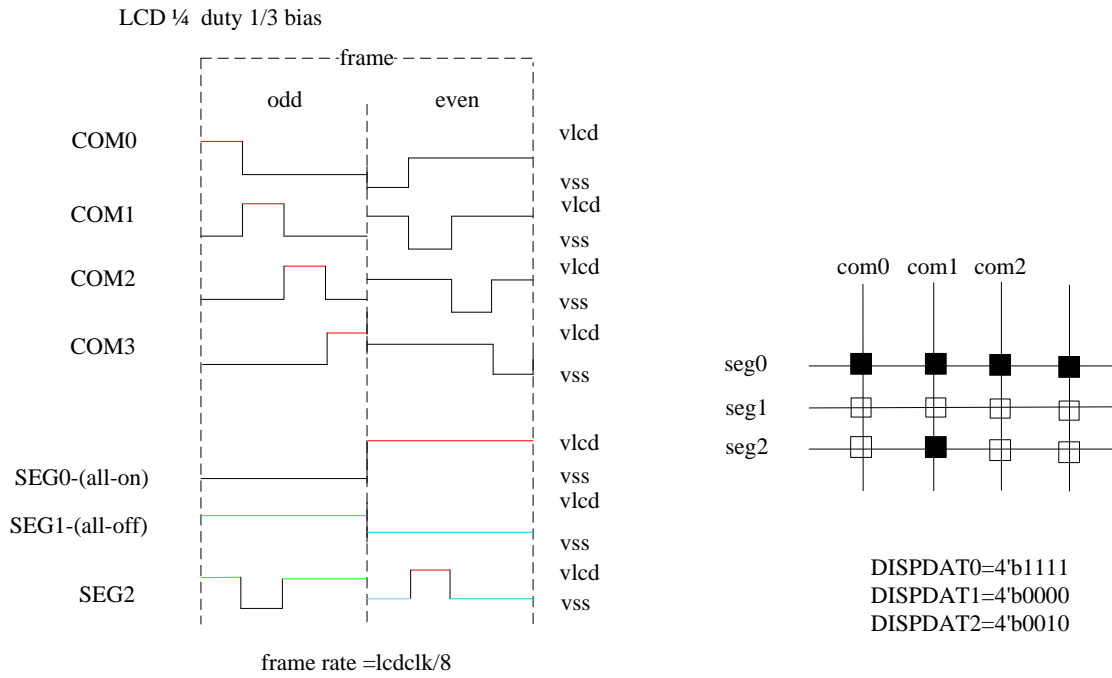 LCD ¼ duty 1/3 bias
frame
odd
even
COM0
vlcd
vss
COM1
vlcd
vss
COM2
vlcd
vss
COM3
vlcd
vss
SEG0-(all-on)
vlcd
vss
SEG1-(all-off)
vlcd
vss
SEG2
vlcd
vss
frame rate =lcdclk/8
com0 com1 com2
seg0
seg1
seg2
DISPDAT0=4'b1111
DISPDAT1=4'b0000
DISPDAT2=4'b0010